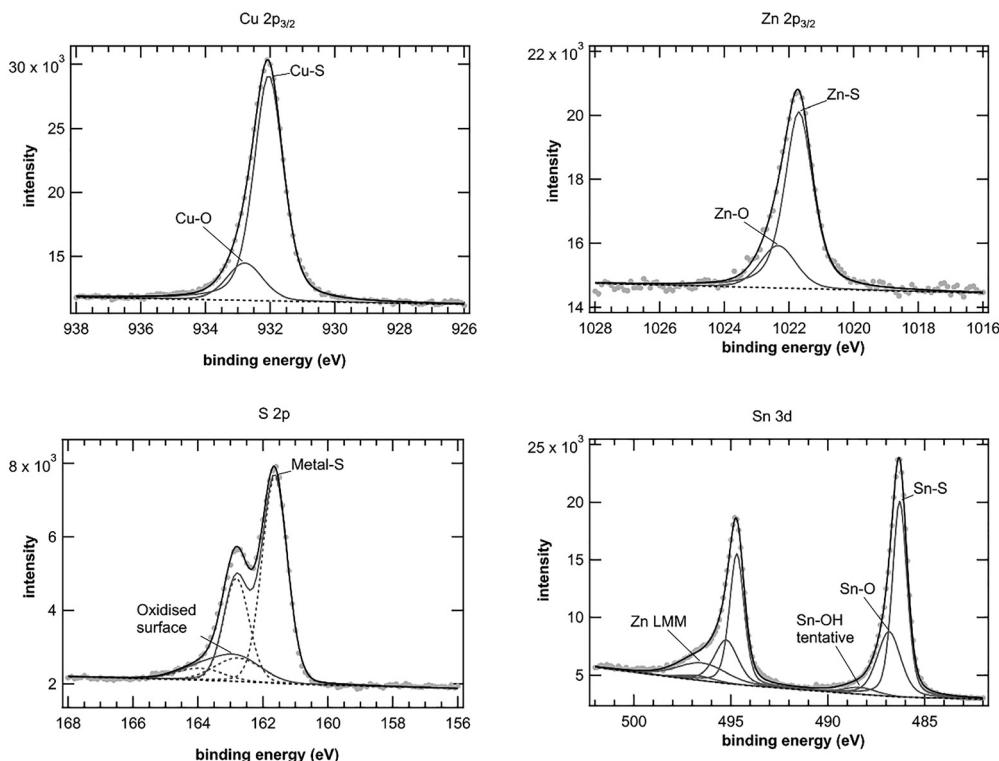 Cu 2p3/2
30 x 10³
25
20
15
intensity
Cu-S
Cu-O
938
936
934
932
930
928
926
binding energy (eV)
Zn 2p3/2
22 x 10³
20
18
16
14
intensity
Zn-S
Zn-O
1028
1026
1024
1022
1020
1018
1016
binding energy (eV)
S 2p
8 x 10³
6
4
2
intensity
Metal-S
Oxidised
surface
168
166
164
162
160
158
156
binding energy (eV)
Sn 3d
25 x 10³
20
15
10
5
intensity
Sn-S
Sn-O
Sn-OH
tentative
Zn LMM
500
495
490
485
binding energy (eV)